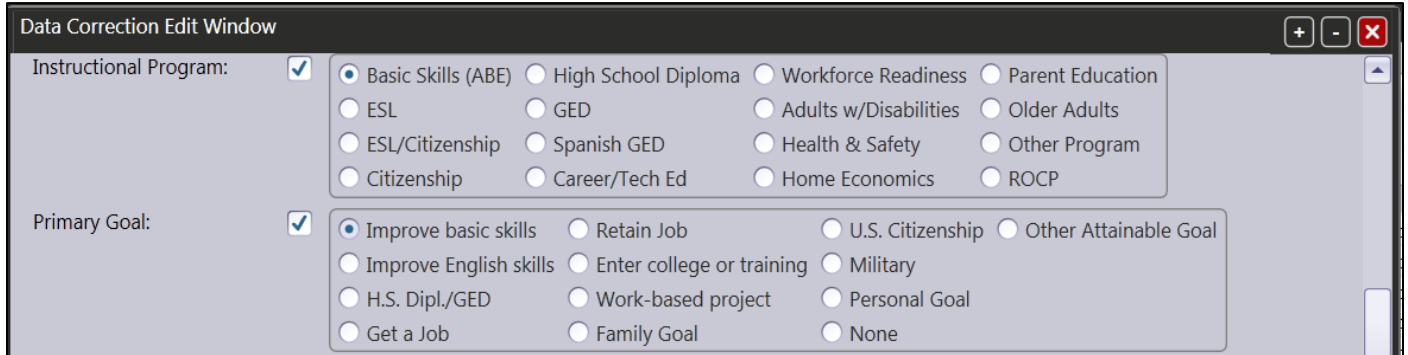 Data Correction Edit Window + -
Instructional Program: Basic Skills (ABE) High School Diploma Workforce Readiness Parent Education
ESL GED Adults w/Disabilities Older Adults
ESL/Citizenship Spanish GED Health & Safety Other Program
Citizenship Career/Tech Ed Home Economics ROCP
Primary Goal: Improve basic skills Retain Job U.S. Citizenship Other Attainable Goal
Improve English skills Enter college or training Military
H.S. Dipl./GED Work-based project Personal Goal
Get a Job Family Goal None